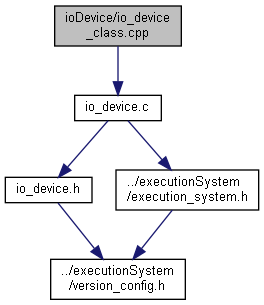 ioDevice/io_device
_class.cpp
io_device.c
io_device.h
../executionSystem
/execution_system.h
../executionSystem
/version_config.h